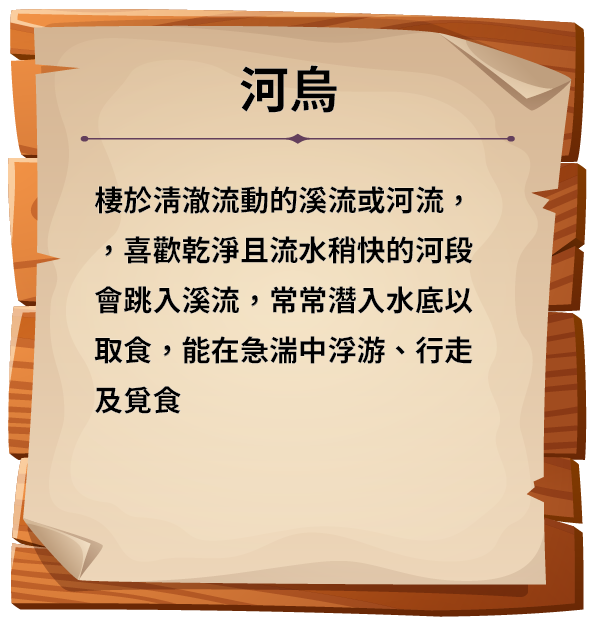 河烏
棲於清澈流動的溪流或河流，
，喜歡乾淨且流水稍快的河段
會跳入溪流，常常潛入水底以
取食，能在急湍中浮游、行走
及覓食